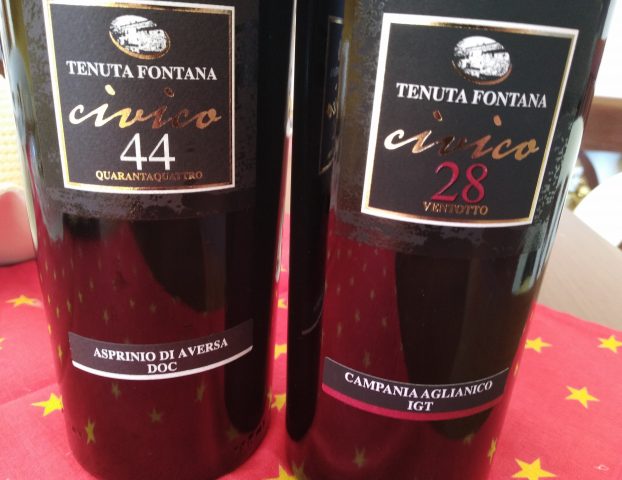 TENUTA FONTANA
civico
44
QUARANTAQUATTRO
ASPRINIO DI AVERSA
DOC
TENUTA FONTANA
civico
28
VENTOTTO
CAMPANIA AGLIANICO
IGT